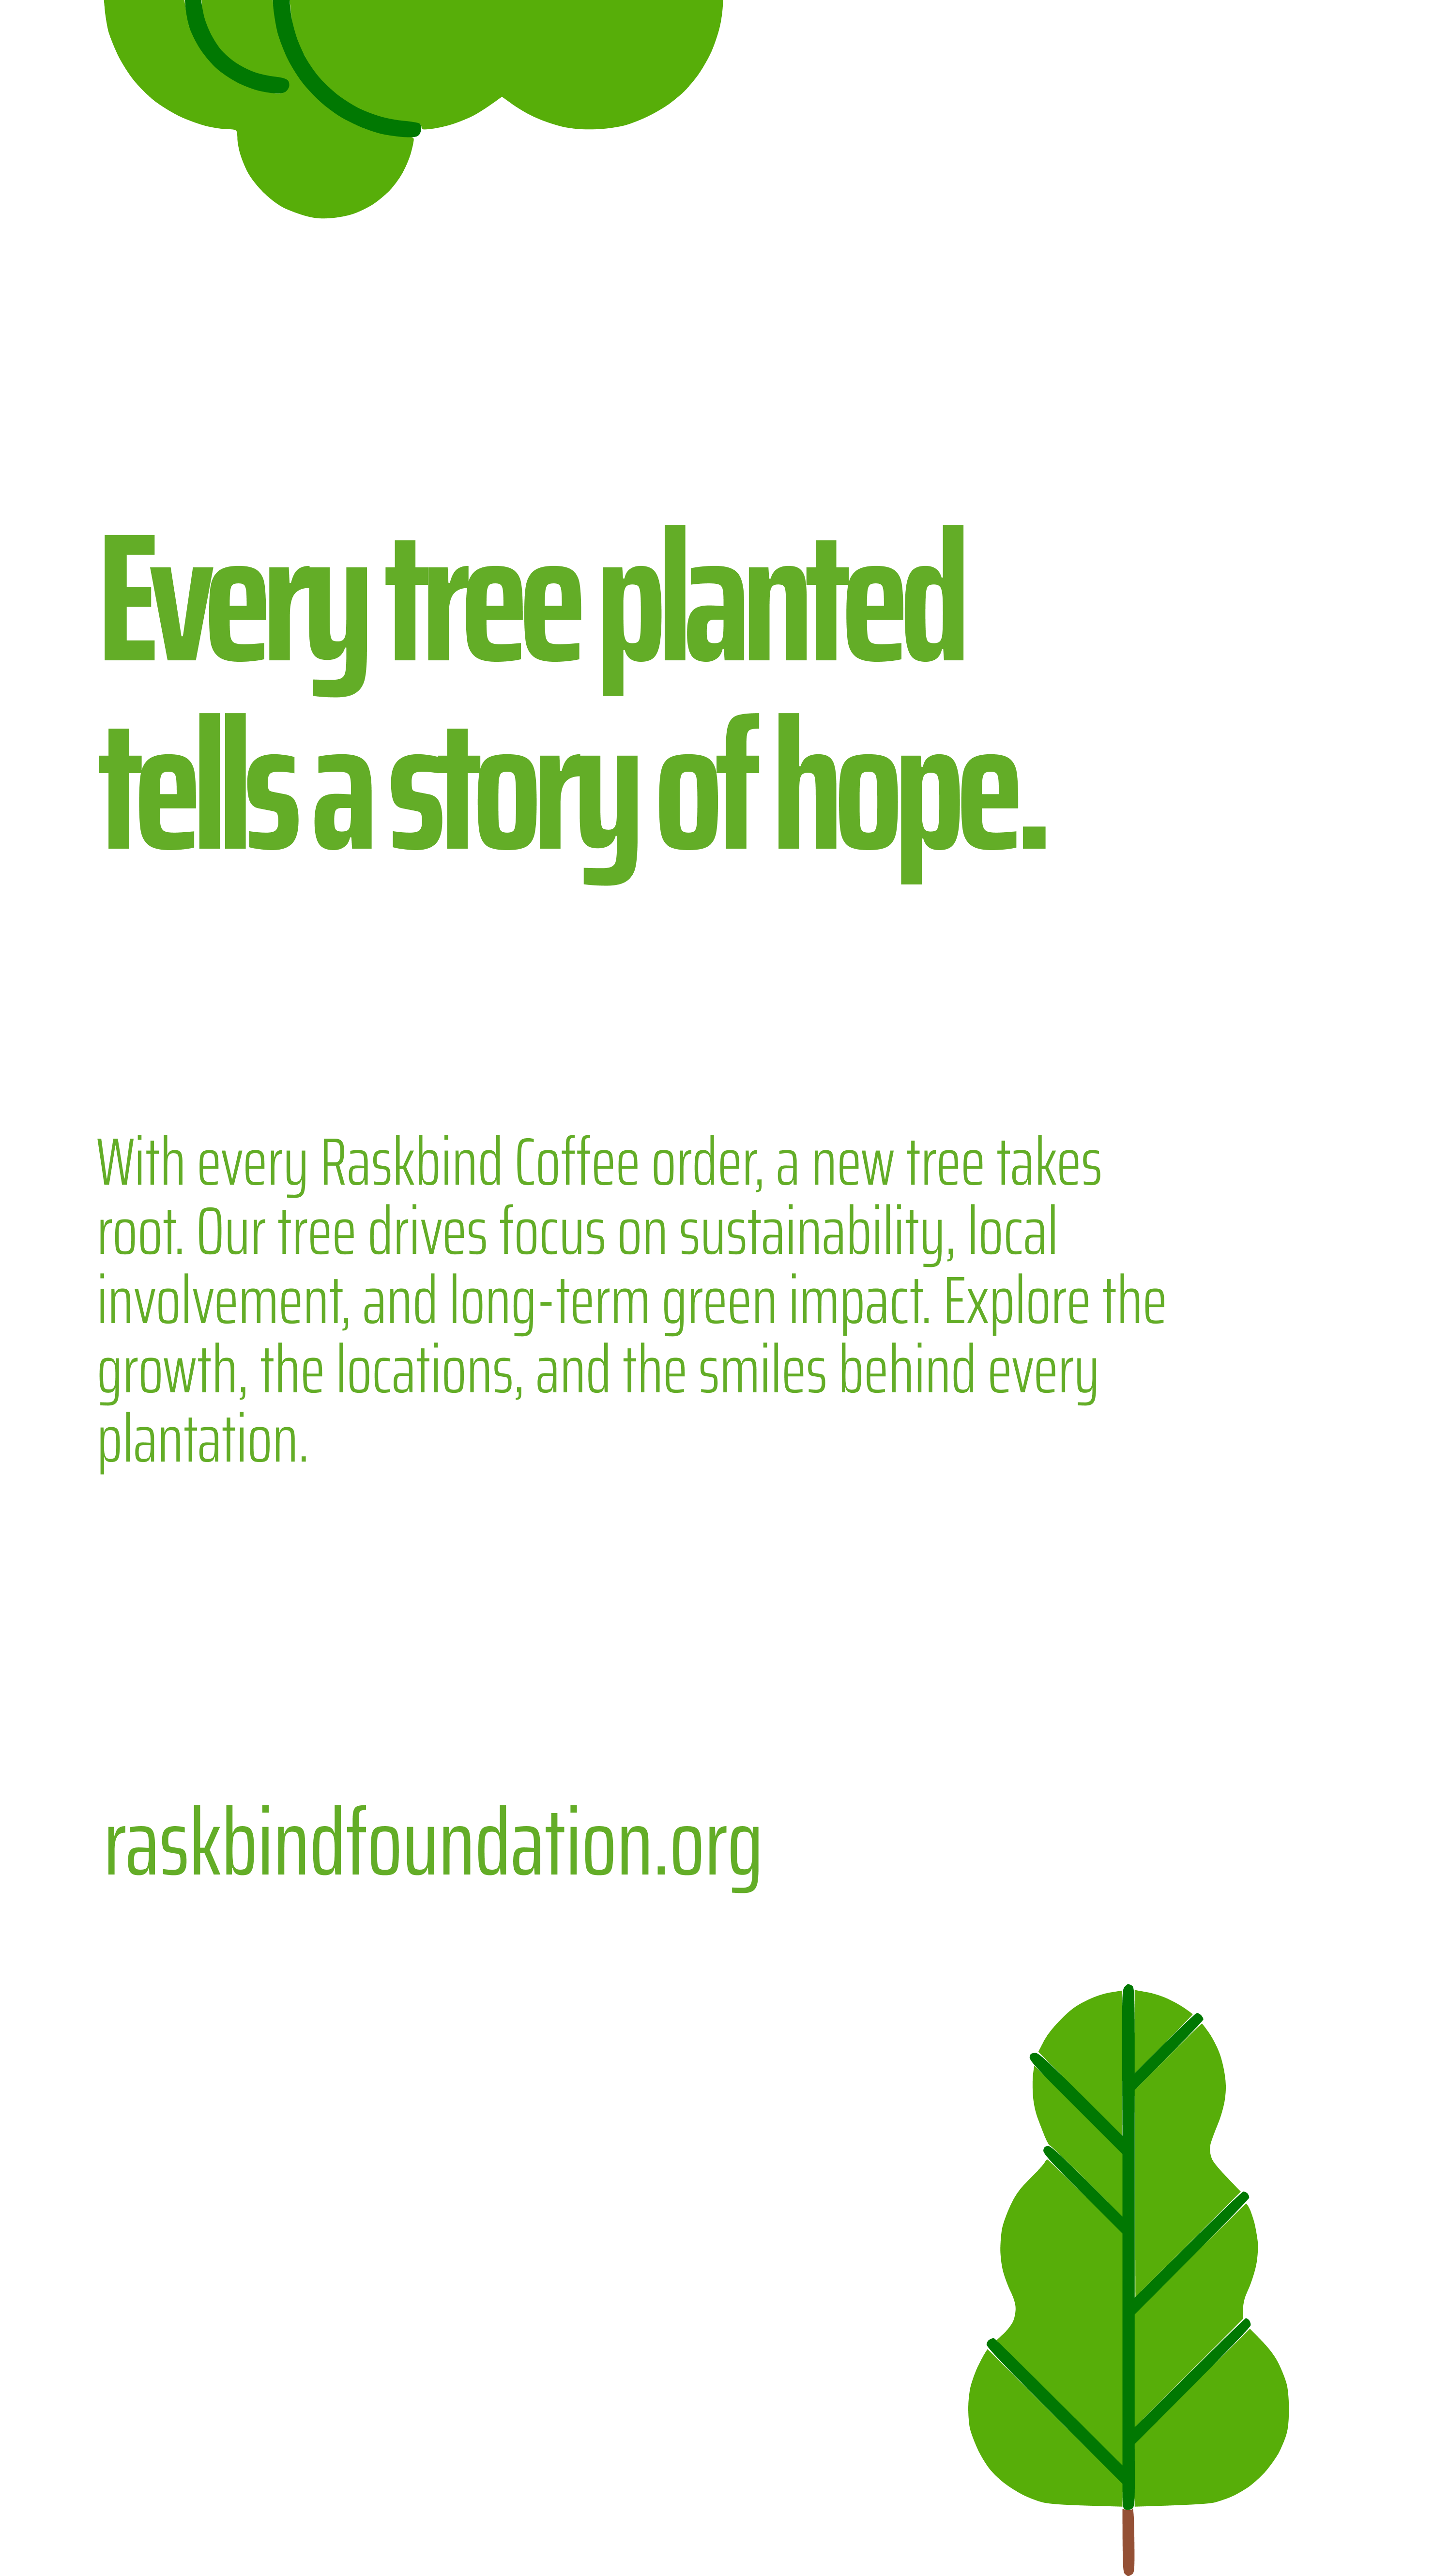 Every tree planted
tells a story of hope.
With every Raskbind Coffee order, a new tree takes
root. Our tree drives focus on sustainability, local
involvement, and long-term green impact. Explore the
growth, the locations, and the smiles behind every
plantation.
raskbindfoundation.org